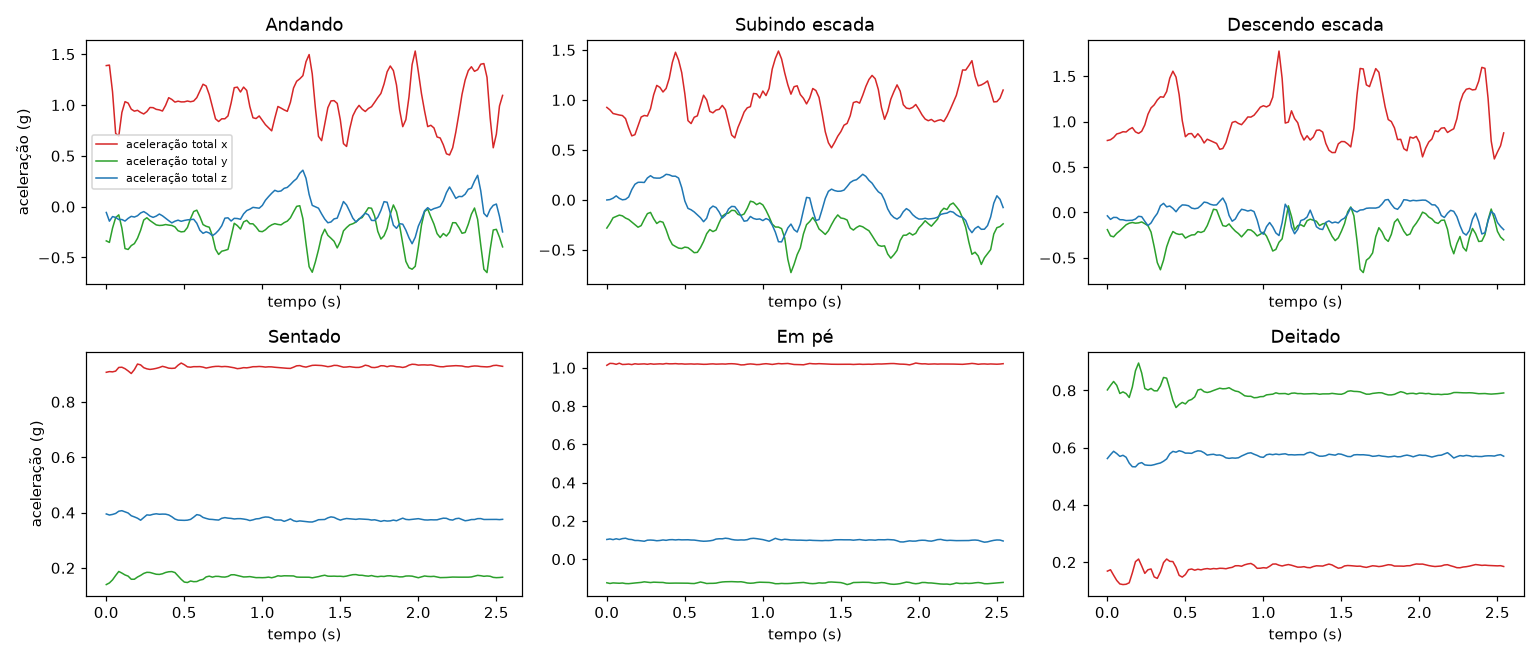 Andando
Subindo escada
Descendo escada
aceleração (g)
1.5
1.0
0.5
0.0
−0.5
aceleração total x
aceleração total y
aceleração total z
tempo (s)
1.5
1.0
0.5
0.0
−0.5
tempo (s)
1.5
1.0
0.5
0.0
−0.5
tempo (s)
Sentado
Em pé
Deitado
aceleração (g)
0.8
0.6
0.4
0.2
0.0 0.5 1.0 1.5 2.0 2.5
tempo (s)
1.0
0.8
0.6
0.4
0.2
0.0
0.0 0.5 1.0 1.5 2.0 2.5
tempo (s)
0.8
0.6
0.4
0.2
0.0 0.5 1.0 1.5 2.0 2.5
tempo (s)